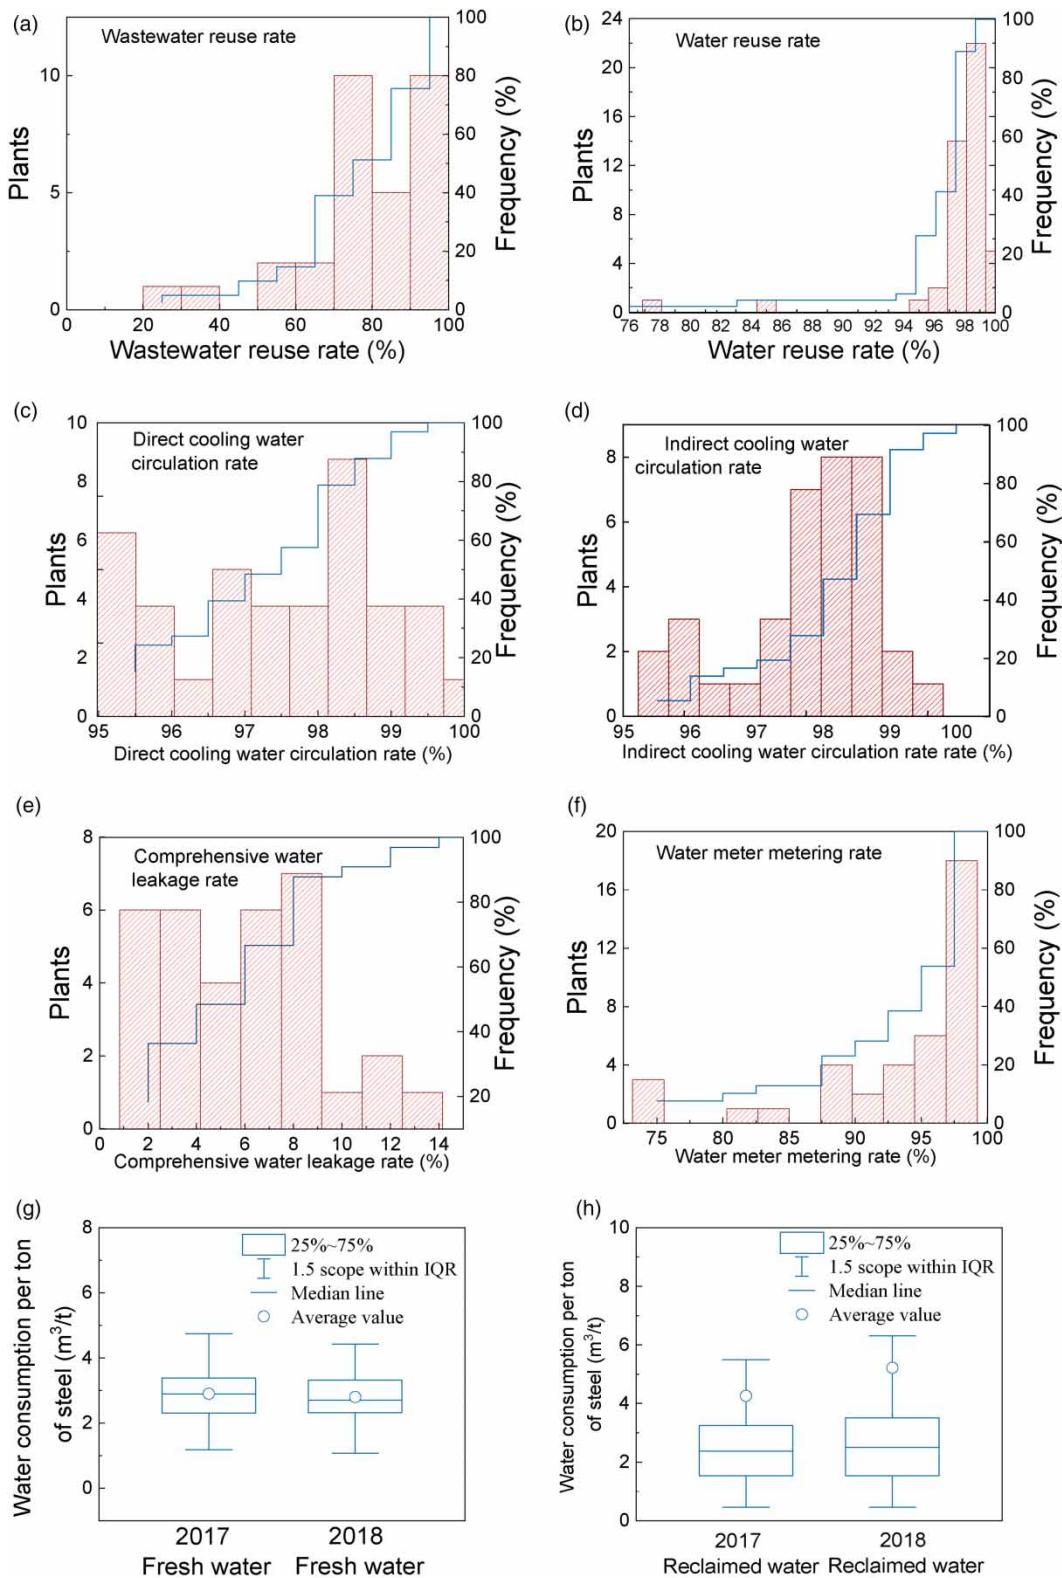 (a)
Wastewater reuse rate
Plants
Frequency (%)
10
5
0
100
80
60
40
20
0
0 20 40 60 80 100
Wastewater reuse rate (%)
(b)
Water reuse rate
Plants
Frequency (%)
24
22
18
14
11
8
4
1
100
80
60
40
20
0
76 78 80 82 84 86 88 90 92 94 96 98 100
Water reuse rate (%)
(c)
Direct cooling water
circulation rate
Plants
Frequency (%)
10
8
6
4
2
0
100
80
60
40
20
0
95 96 97 98 99 100
Direct cooling water circulation rate (%)
(d)
Indirect cooling water
circulation rate
Plants
Frequency (%)
8
6
4
2
0
100
80
60
40
20
0
95 96 97 98 99 100
Indirect cooling water circulation rate rate (%)
(e)
Comprehensive water
leakage rate
Plants
Frequency (%)
8
6
4
2
0
100
80
60
40
20
0 2 4 6 8 10 12 14
Comprehensive water leakage rate (%)
(f)
Water meter metering rate
Plants
Frequency (%)
20
16
12
8
4
0
100
80
60
40
20
0
75 80 85 90 95 100
Water meter metering rate (%)
(g)
Water consumption per ton
of steel (m³/t)
8
6
4
2
0
25%~75%
1.5 scope within IQR
Median line
Average value
2017 2018
Fresh water Fresh water
(h)
Water consumption per ton
of steel (m³/t)
10
8
6
4
2
0
25%~75%
1.5 scope within IQR
Median line
Average value
2017 2018
Reclaimed water Reclaimed water